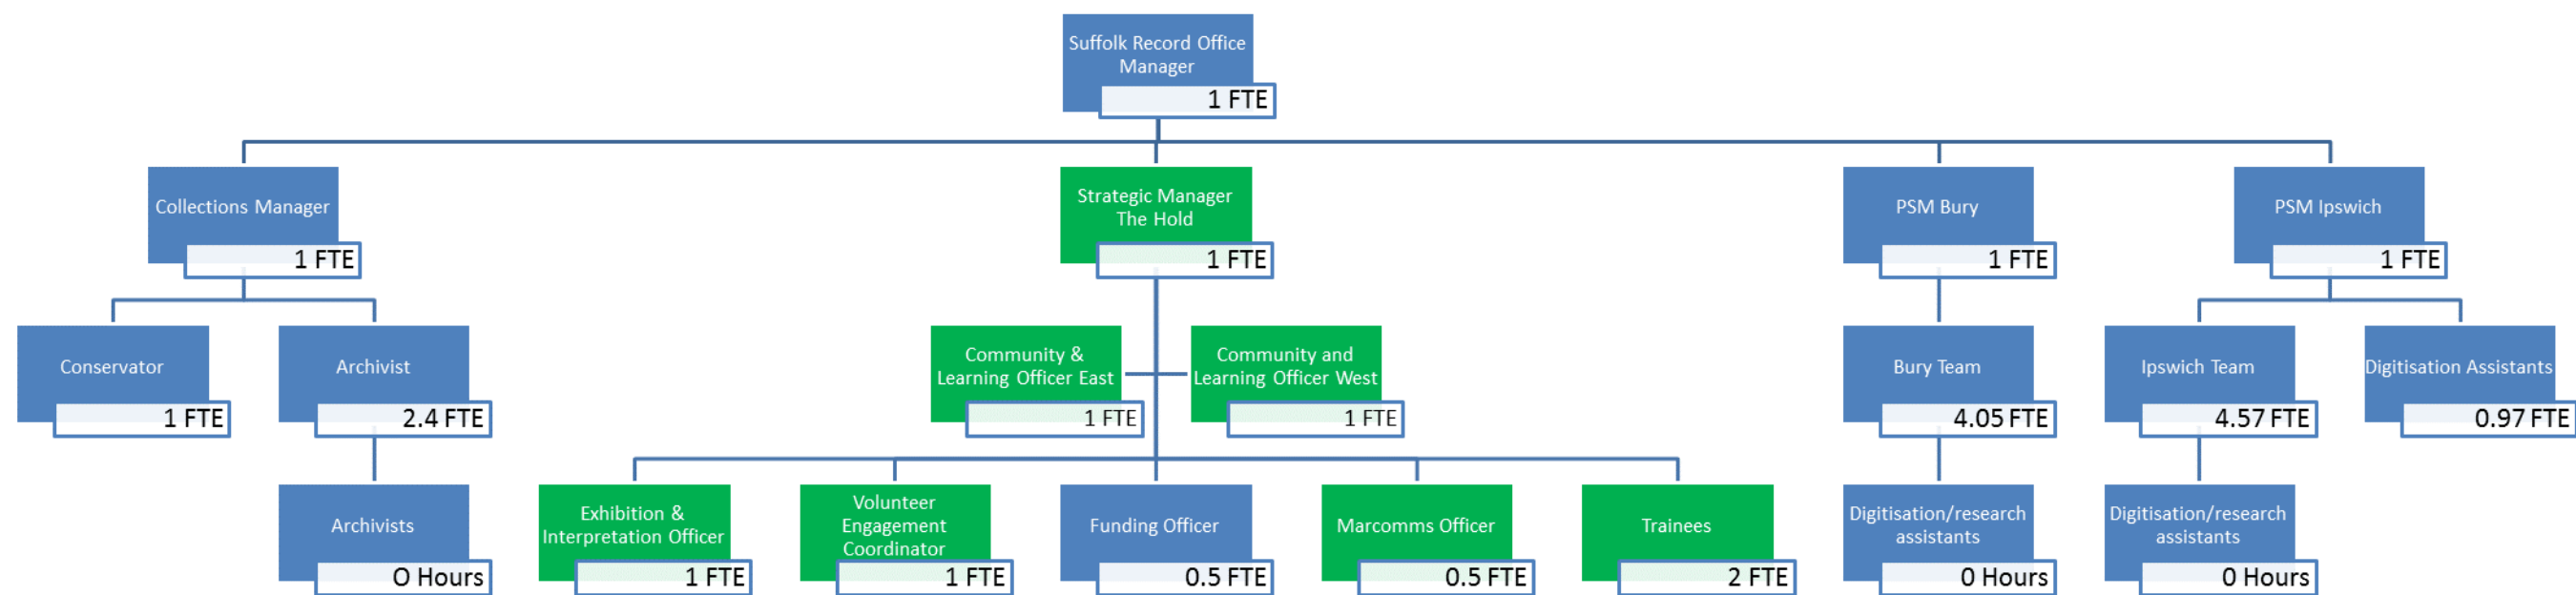 Suffolk Record Office
Manager
1 FTE
Collections Manager
1 FTE
Strategic Manager
The Hold
1 FTE
PSM Bury
1 FTE
PSM Ipswich
1 FTE
Conservator
1 FTE
Archivist
2.4 FTE
Community &
Learning Officer East
1 FTE
Community and
Learning Officer West
1 FTE
Bury Team
4.05 FTE
Ipswich Team
4.57 FTE
Digitisation Assistants
0.97 FTE
Archivists
O Hours
Exhibition &
Interpretation Officer
1 FTE
Volunteer
Engagement
Coordinator
1 FTE
Funding Officer
0.5 FTE
Marcomms Officer
0.5 FTE
Trainees
2 FTE
Digitisation/research
assistants
0 Hours
Digitisation/research
assistants
0 Hours